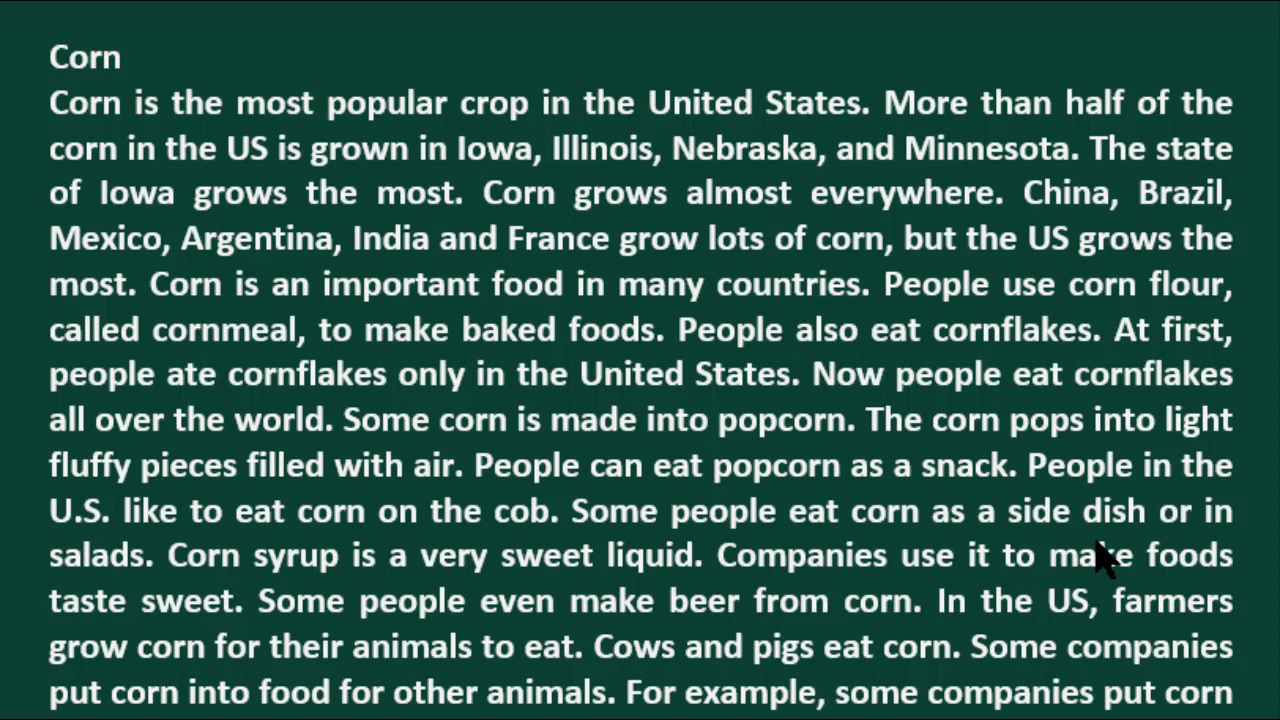 Corn
Corn is the most popular crop in the United States. More than half of the
corn in the US is grown in Iowa, Illinois, Nebraska, and Minnesota. The state
of Iowa grows the most. Corn grows almost everywhere. China, Brazil,
Mexico, Argentina, India and France grow lots of corn, but the US grows the
most. Corn is an important food in many countries. People use corn flour,
called cornmeal, to make baked foods. People also eat cornflakes. At first,
people ate cornflakes only in the United States. Now people eat cornflakes
all over the world. Some corn is made into popcorn. The corn pops into light
fluffy pieces filled with air. People can eat popcorn as a snack. People in the
U.S. like to eat corn on the cob. Some people eat corn as a side dish or in
salads. Corn syrup is a very sweet liquid. Companies use it to make foods
taste sweet. Some people even make beer from corn. In the US, farmers
grow corn for their animals to eat. Cows and pigs eat corn. Some companies
put corn into food for other animals. For example, some companies put corn